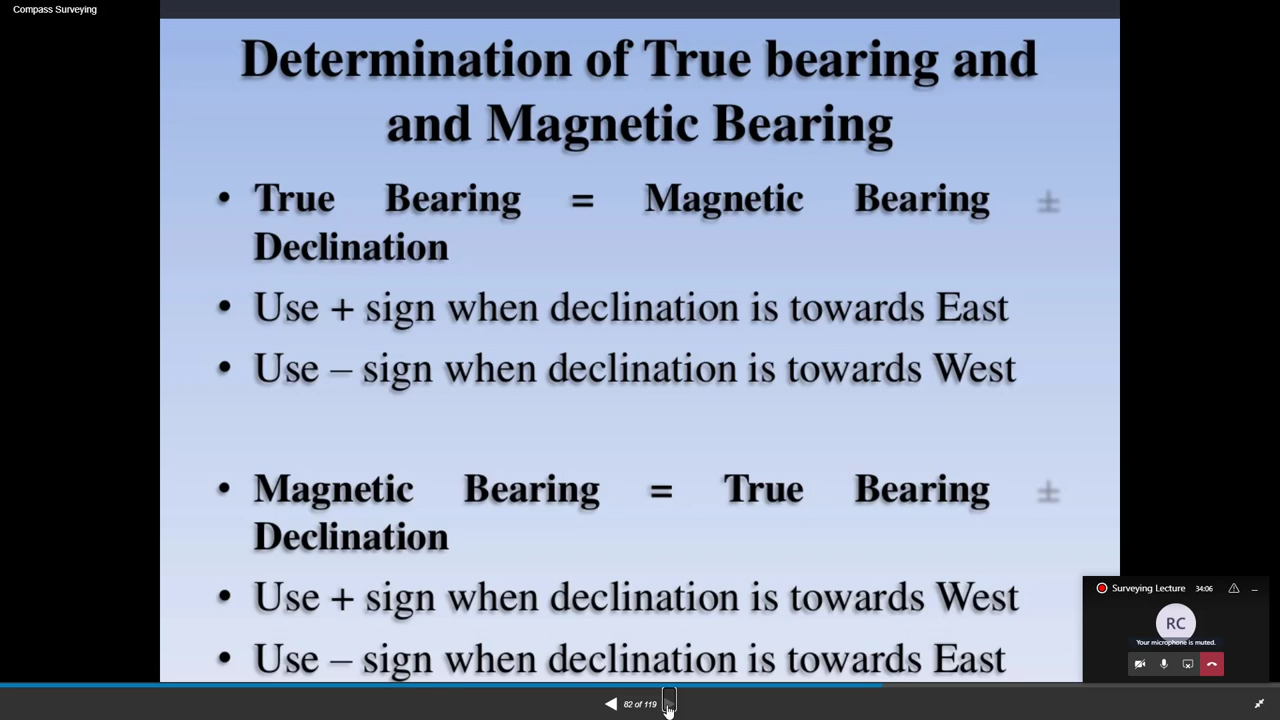 Compass Surveying
Determination of True bearing and
and Magnetic Bearing
• True Bearing = Magnetic Bearing ±
Declination
• Use + sign when declination is towards East
• Use – sign when declination is towards West
• Magnetic Bearing = True Bearing ±
Declination
• Use + sign when declination is towards West
• Use – sign when declination is towards East
Surveying Lecture 34:06
RC
Your microphone is muted.
82 of 119